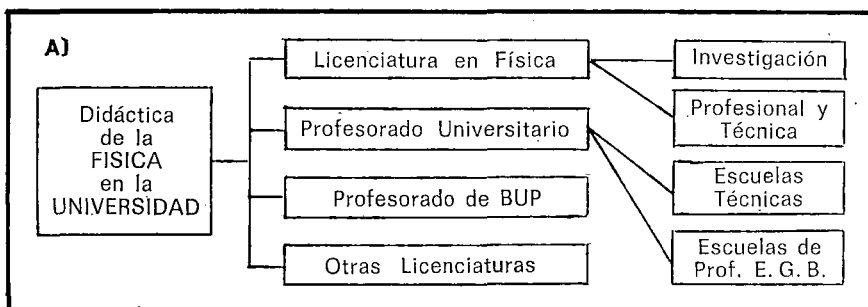 A)
Didáctica
de la
FISICA
en la
UNIVERSIDAD
Licenciatura en Física
Profesorado Universitario
Profesorado de BUP
Otras Licenciaturas
Investigación
Profesional y
Técnica
Escuelas
Técnicas
Escuelas de
Prof. E. G. B.